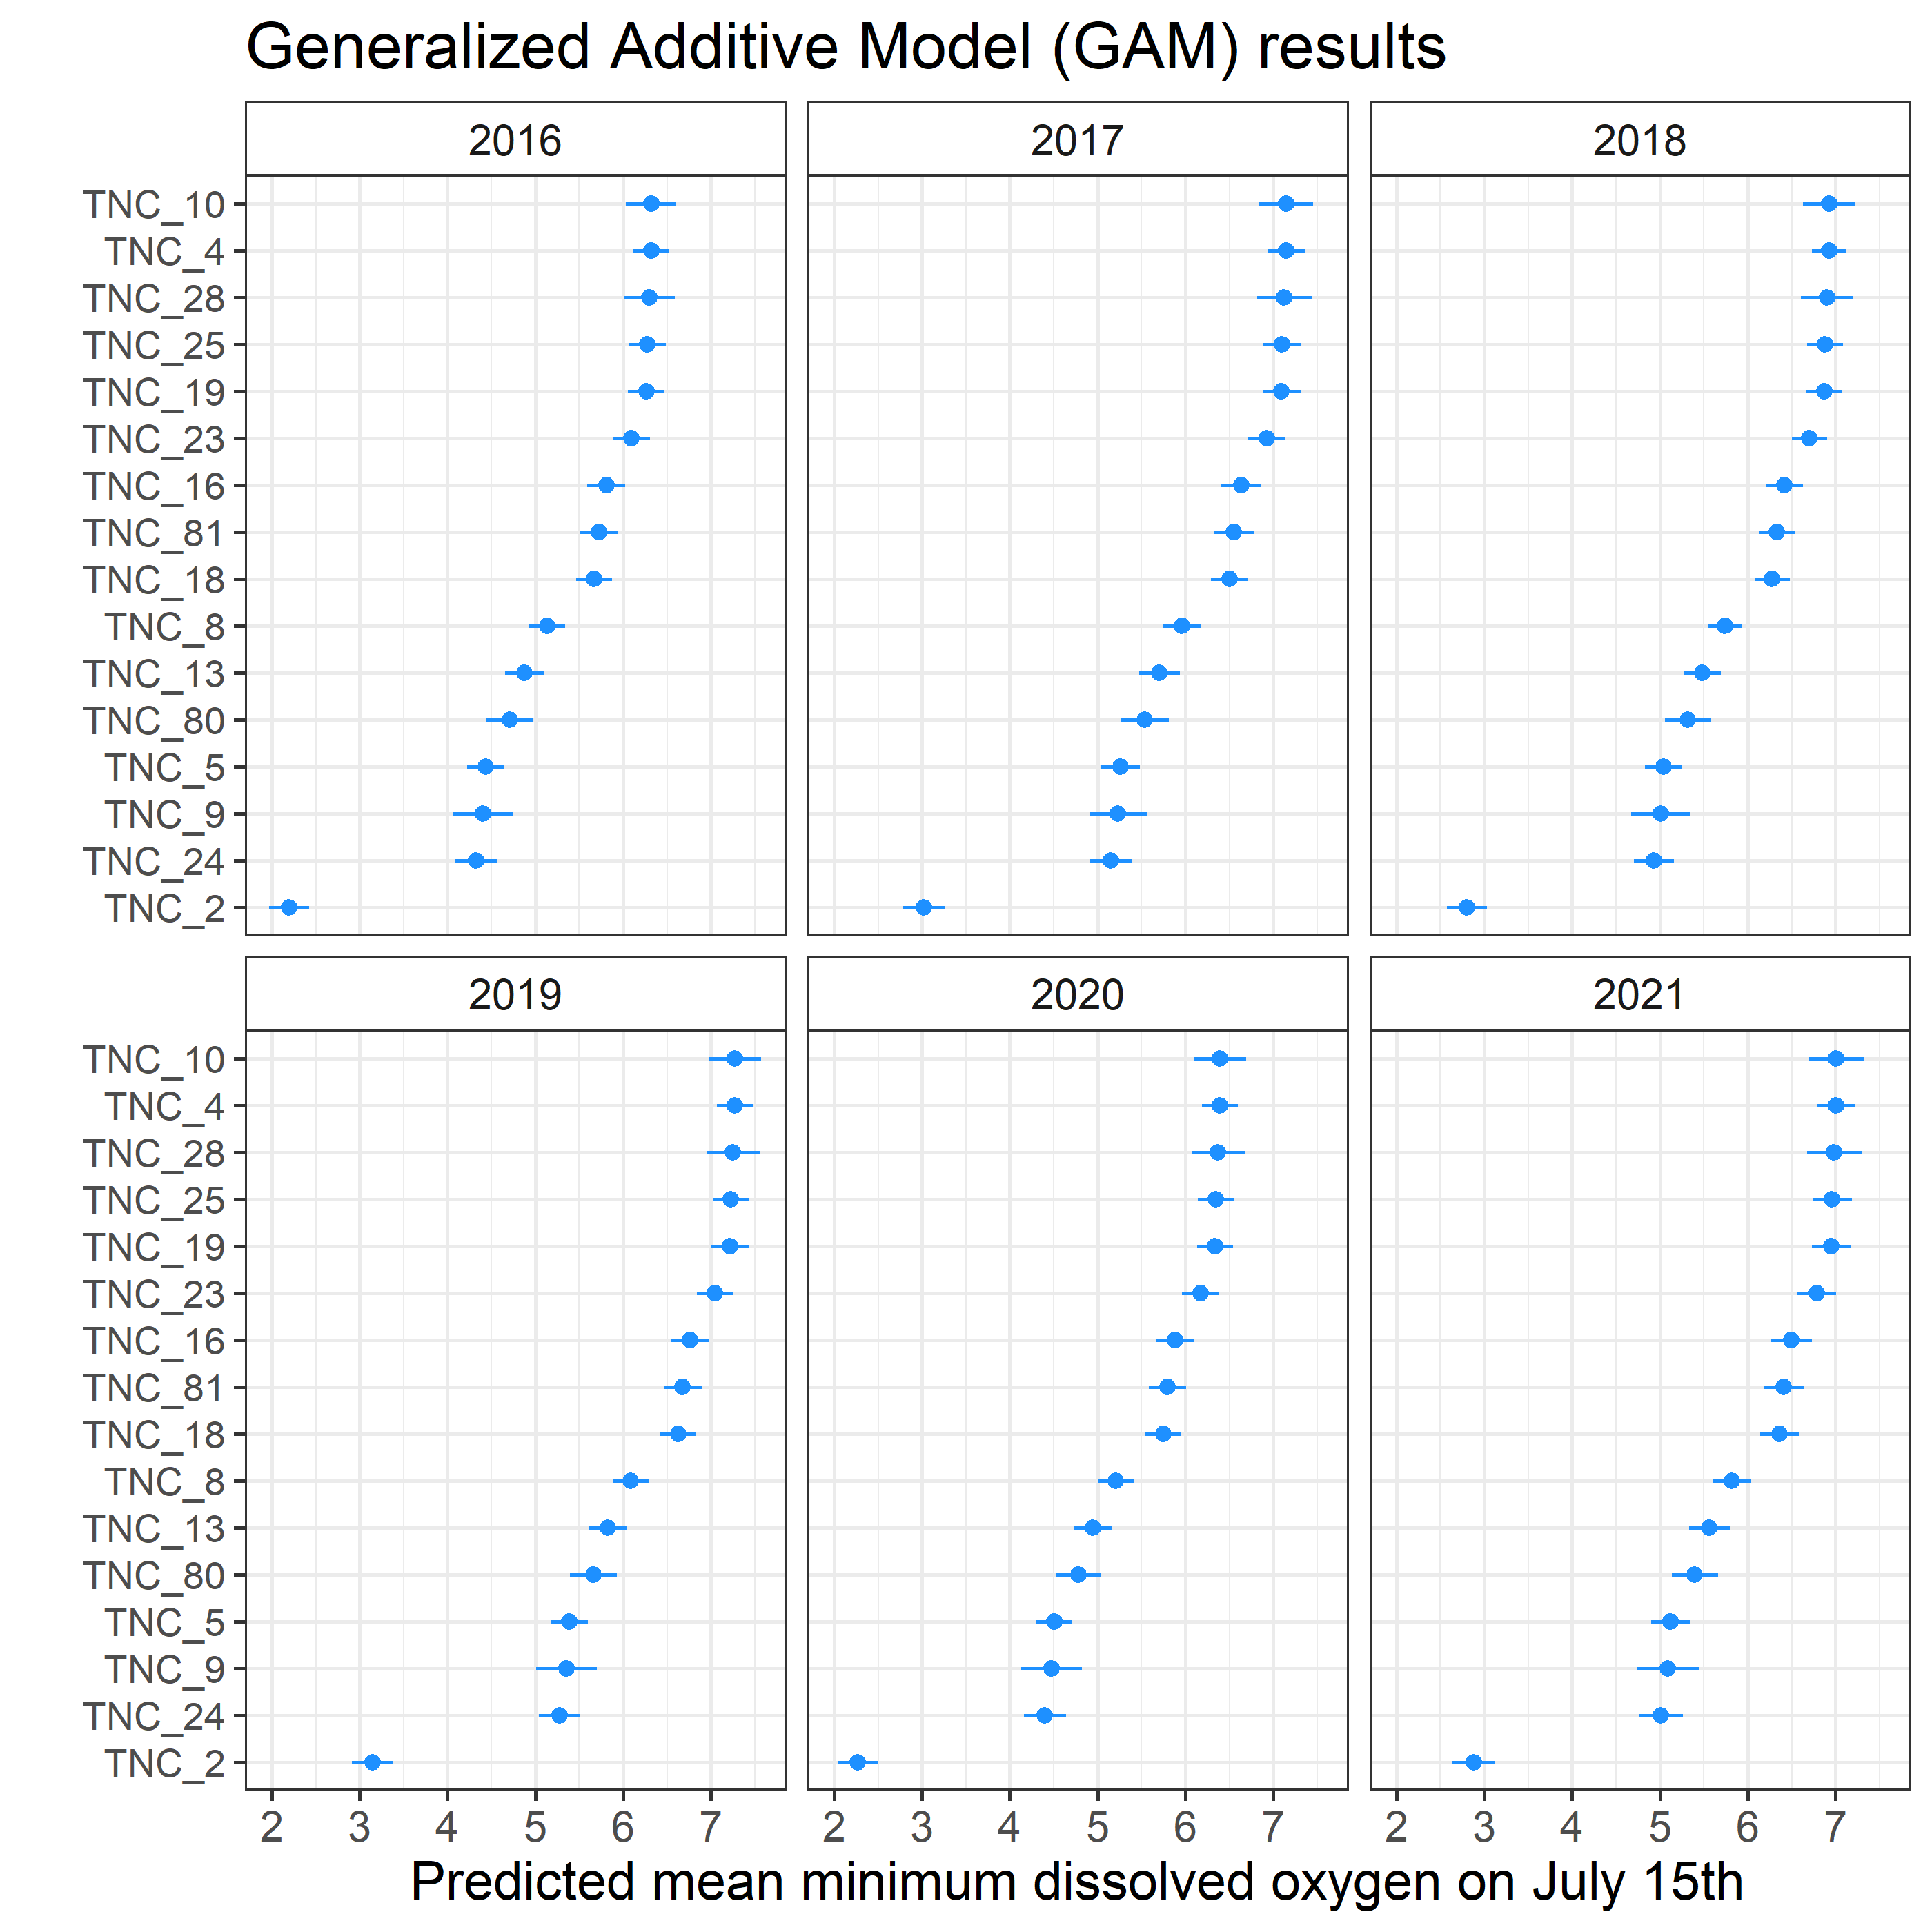 Generalized Additive Model (GAM) results
2016 2017 2018
TNC_10
TNC_4
TNC_28
TNC_25
TNC_19
TNC_23
TNC_16
TNC_81
TNC_18
TNC_8
TNC_13
TNC_80
TNC_5
TNC_9
TNC_24
TNC_2
2019 2020 2021
TNC_10
TNC_4
TNC_28
TNC_25
TNC_19
TNC_23
TNC_16
TNC_81
TNC_18
TNC_8
TNC_13
TNC_80
TNC_5
TNC_9
TNC_24
TNC_2
2 3 4 5 6 7 2 3 4 5 6 7 2 3 4 5 6 7
Predicted mean minimum dissolved oxygen on July 15th